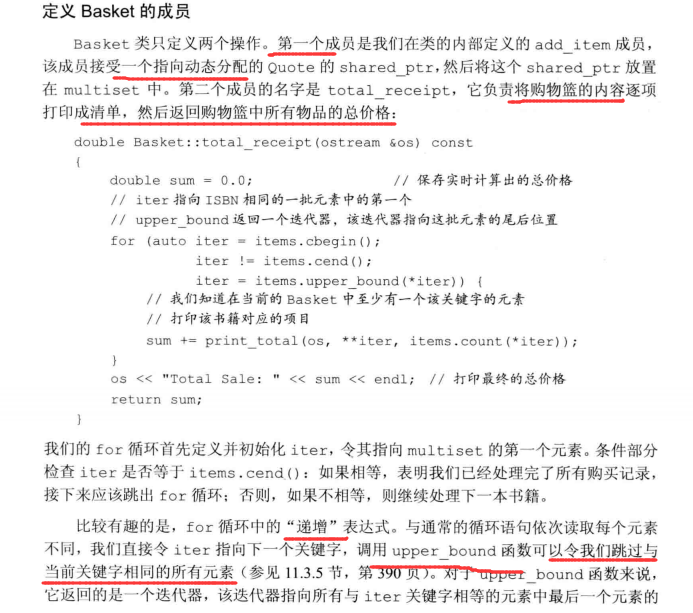 定义 Basket 的成员
Basket 类只定义两个操作。第一个成员是我们在类的内部定义的 add_item 成员，
该成员接受一个指向动态分配的 Quote 的 shared_ptr，然后将这个 shared_ptr 放置
在 multiset 中。第二个成员的名字是 total_receipt，它负责将购物篮的内容逐项
打印成清单，然后返回购物篮中所有物品的总价格：
double Basket::total_receipt(ostream &os) const
{
double sum = 0.0; // 保存实时计算出的总价格
// iter 指向 ISBN 相同的一批元素中的第一个
// upper_bound 返回一个迭代器，该迭代器指向这批元素的尾后位置
for (auto iter = items.cbegin();
iter != items.cend();
iter = items.upper_bound(*iter)) {
// 我们知道在当前的 Basket 中至少有一个该关键字的元素
// 打印该书籍对应的项目
sum += print_total(os, **iter, items.count(*iter));
}
os << "Total Sale: " << sum << endl; // 打印最终的总价格
return sum;
}
我们的 for 循环首先定义并初始化 iter，令其指向 multiset 的第一个元素。条件部分
检查 iter 是否等于 items.cend()：如果相等，表明我们已经处理完了所有购买记录，
接下来应该跳出 for 循环；否则，如果不相等，则继续处理下一本书籍。
比较有趣的是，for 循环中的“递增”表达式。与通常的循环语句依次读取每个元素
不同，我们直接令 iter 指向下一个关键字，调用 upper_bound 函数可以令我们跳过与
当前关键字相同的所有元素（参见 11.3.5 节，第 390 页）。对于 upper_bound 函数来说，
它返回的是一个迭代器，该迭代器指向所有与 iter 关键字相等的元素中最后一个元素的